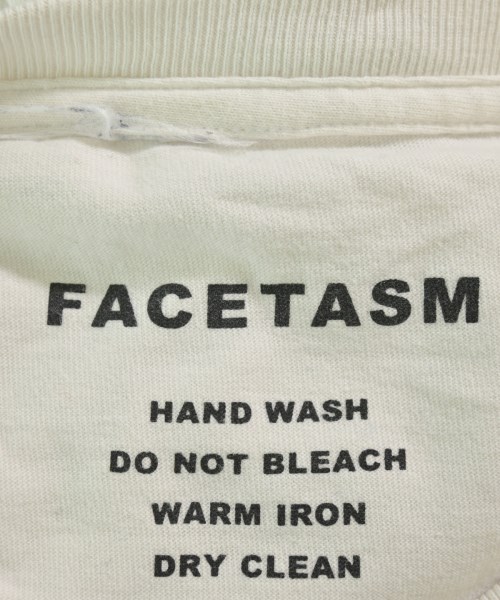 FACETASM
HAND WASH
DO NOT BLEACH
WARM IRON
DRY CLEAN